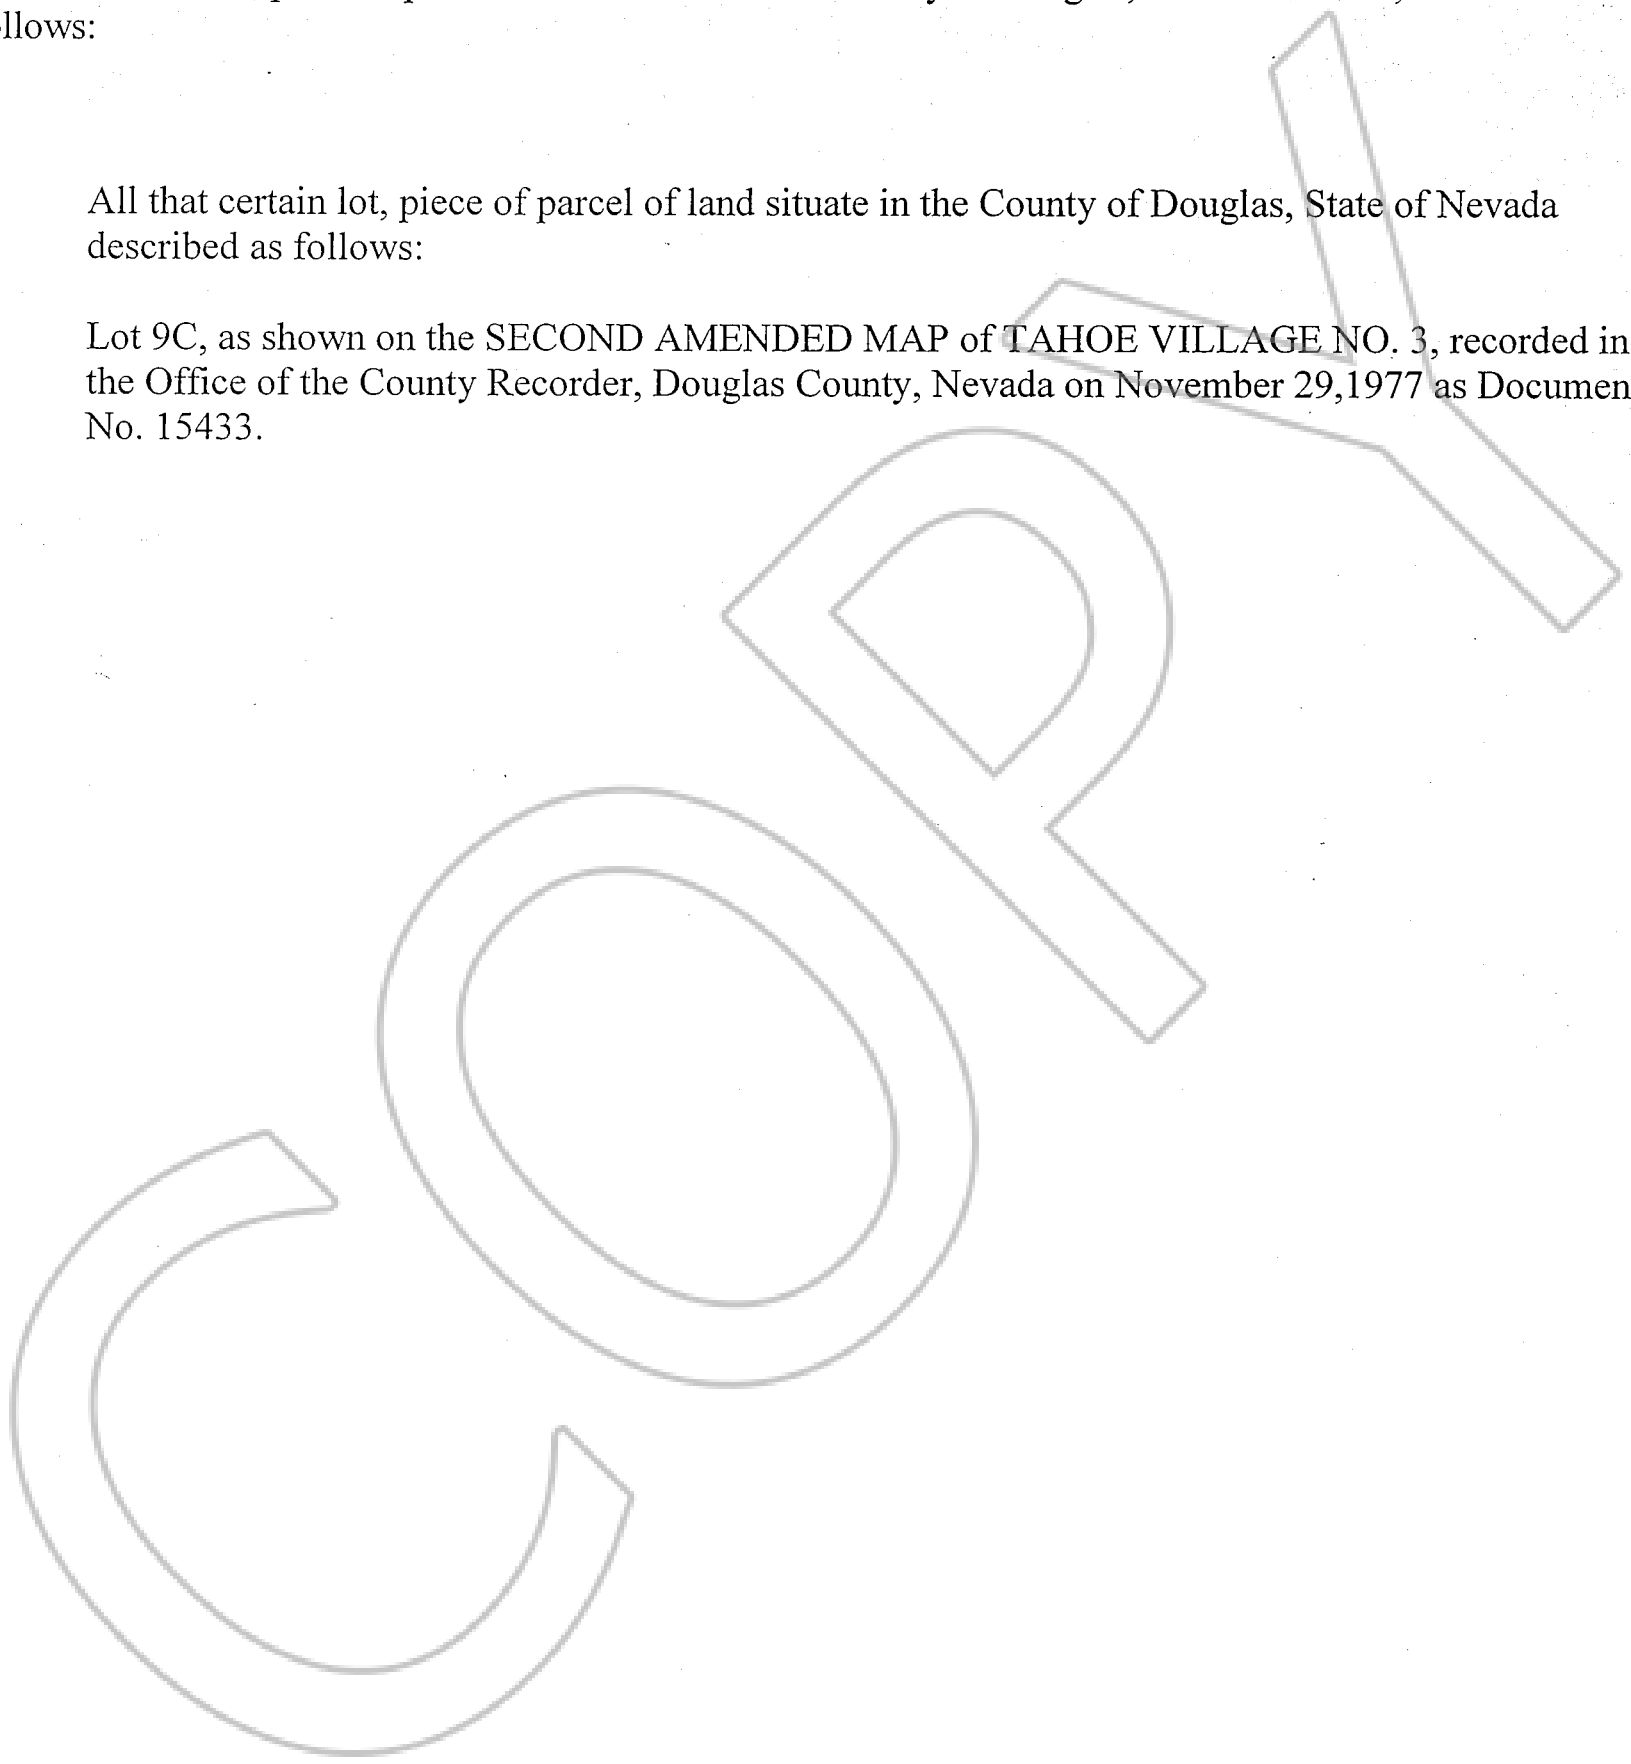 llows:
All that certain lot, piece of parcel of land situate in the County of Douglas, State of Nevada
described as follows:
Lot 9C, as shown on the SECOND AMENDED MAP of TAHOE VILLAGE NO. 3, recorded in
the Office of the County Recorder, Douglas County, Nevada on November 29,1977 as Documen
No. 15433.
COPY